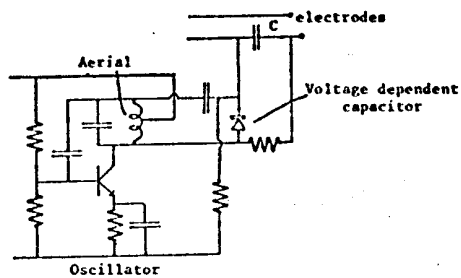 electrodes
C
Aerial
Voltage dependent
capacitor
Oscillator